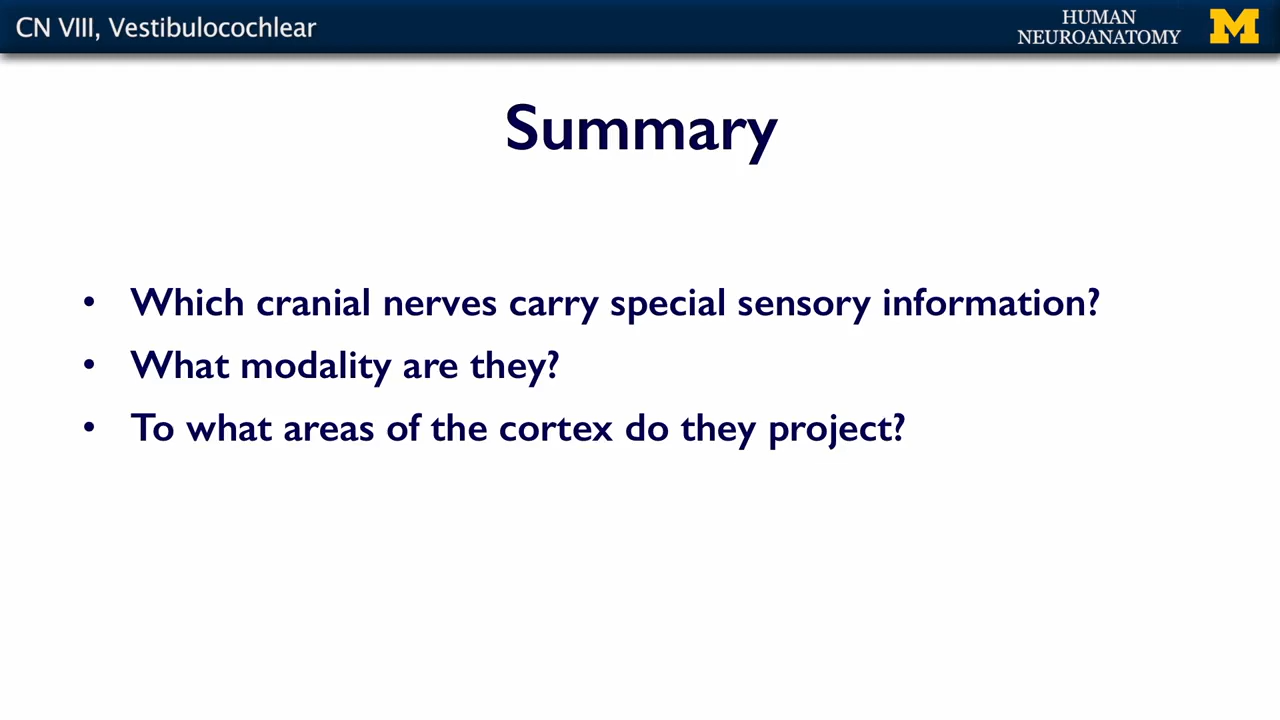 CN VIII, Vestibulocochlear
HUMAN
NEUROANATOMY
M
Summary
• Which cranial nerves carry special sensory information?
• What modality are they?
• To what areas of the cortex do they project?